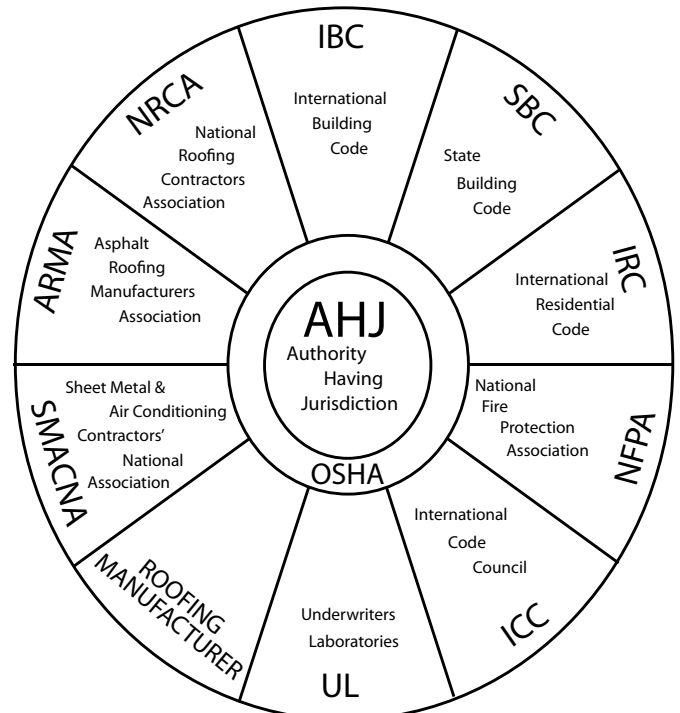 IBC
International
Building
Code
SBC
State
Building
Code
IRC
International
Residential
Code
NFPA
National
Fire
Protection
Association
ICC
International
Code
Council
UL
Underwriters
Laboratories
ROOFING
MANUFACTURER
SMACNA
Sheet Metal &
Air Conditioning
Contractors’
National
Association
ARMA
Asphalt
Roofing
Manufacturers
Association
NRCA
National
Roofing
Contractors
Association
AHJ
Authority
Having
Jurisdiction
OSHA